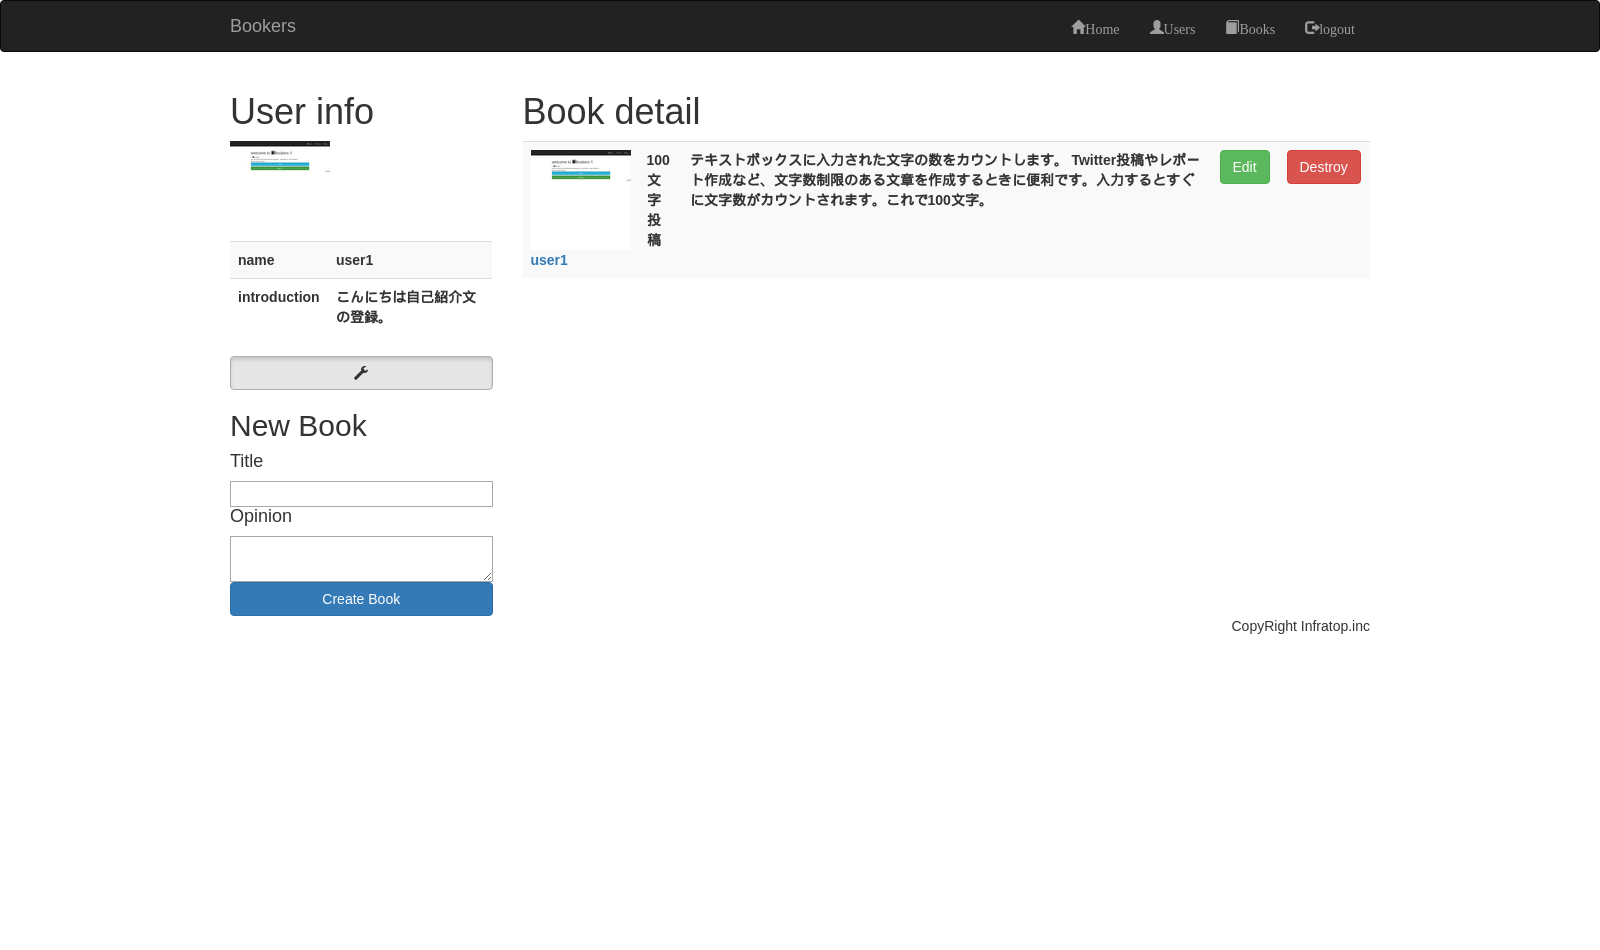 Bookers
Home Users Books logout
User info
name user1
introduction こんにちは自己紹介文
の登録。
New Book
Title
Opinion
Create Book
Book detail
user1
100
文
字
投
稿
テキストボックスに入力された文字の数をカウントします。 Twitter投稿やレポー
ト作成など、文字数制限のある文章を作成するときに便利です。入力するとすぐ
に文字数がカウントされます。これで100文字。
Edit Destroy
CopyRight Infratop.inc